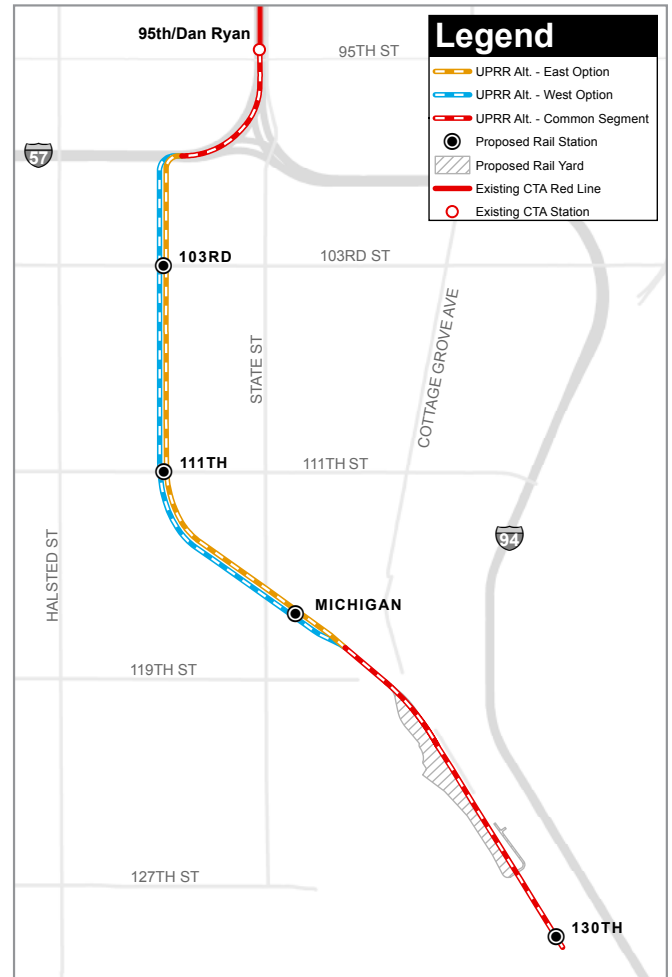 95th/Dan Ryan
95TH ST
Legend
UPRR Alt. - East Option
UPRR Alt. - West Option
UPRR Alt. - Common Segment
Proposed Rail Station
Proposed Rail Yard
Existing CTA Red Line
Existing CTA Station
57
103RD
103RD ST
STATE ST
COTTAGE GROVE AVE
111TH
111TH ST
94
HALSTED ST
MICHIGAN
119TH ST
127TH ST
130TH